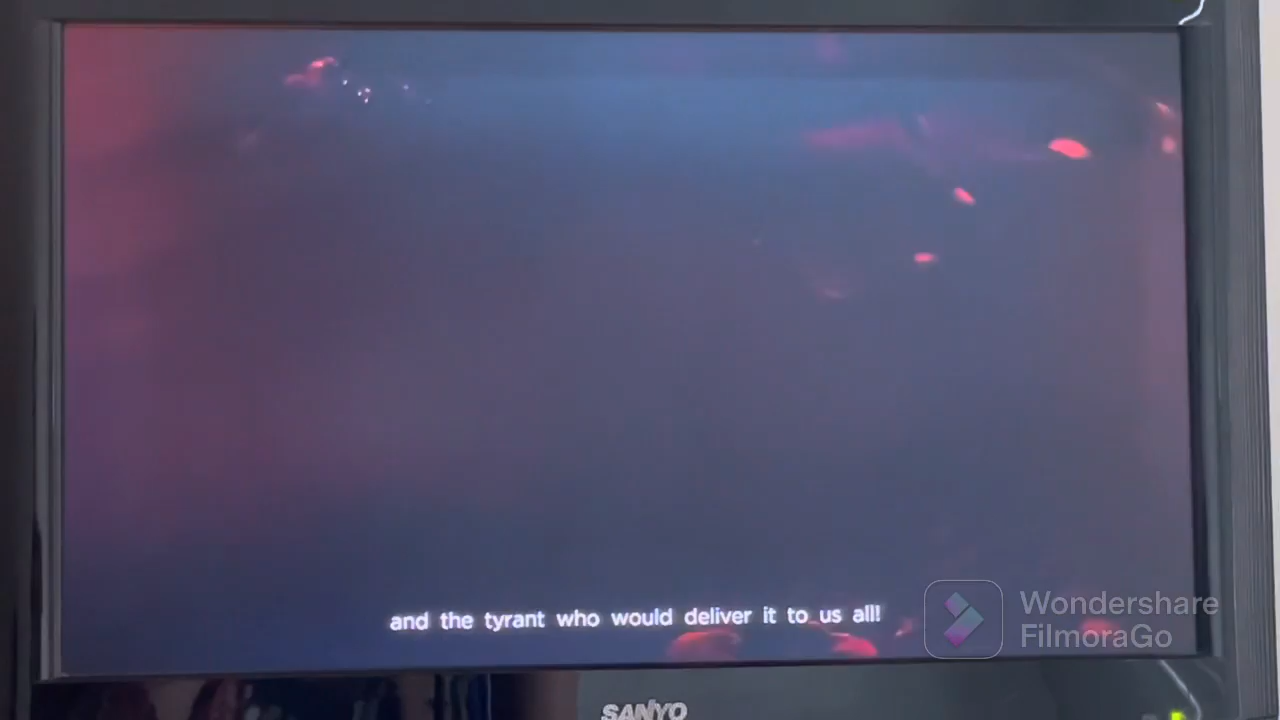 and the tyrant who would deliver it to us all!
Wondershare
FilmoraGo
SANYO